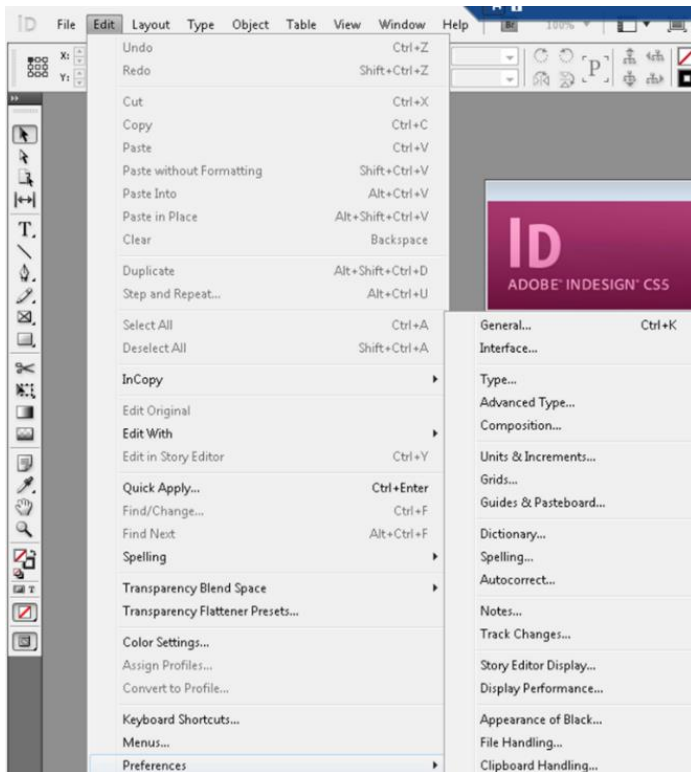 ID File Edit Layout Type Object Table View Window Help Br 100%
X:
Y:
Undo Ctrl+Z
Redo Shift+Ctrl+Z
Cut Ctrl+X
Copy Ctrl+C
Paste Ctrl+V
Paste without Formatting Shift+Ctrl+V
Paste Into Alt+Ctrl+V
Paste in Place Alt+Shift+Ctrl+V
Clear Backspace
Duplicate Alt+Shift+Ctrl+D
Step and Repeat... Alt+Ctrl+U
Select All Ctrl+A
Deselect All Shift+Ctrl+A
InCopy
Edit Original
Edit With
Edit in Story Editor Ctrl+Y
Quick Apply... Ctrl+Enter
Find/Change... Ctrl+F
Find Next Alt+Ctrl+F
Spelling
Transparency Blend Space
Transparency Flattener Presets...
Color Settings...
Assign Profiles...
Convert to Profile...
Keyboard Shortcuts...
Menus...
Preferences
ID
ADOBE® INDESIGN® CS5
General... Ctrl+K
Interface...
Type...
Advanced Type...
Composition...
Units & Increments...
Grids...
Guides & Pasteboard...
Dictionary...
Spelling...
Autocorrect...
Notes...
Track Changes...
Story Editor Display...
Display Performance...
Appearance of Black...
File Handling...
Clipboard Handling...